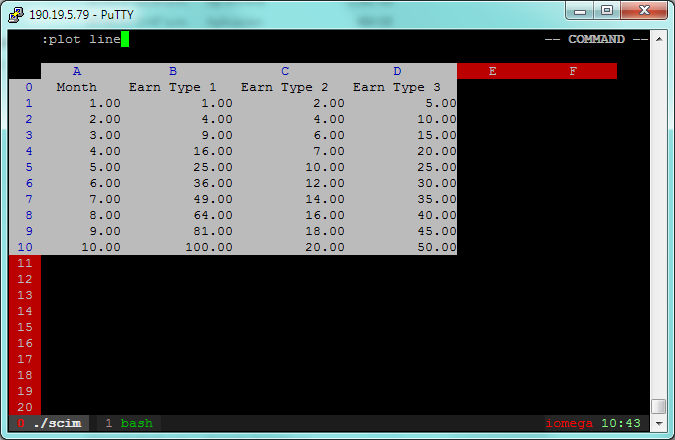 190.19.5.79 - PuTTY
:plot line -- COMMAND --
A B C D E F
0 Month Earn Type 1 Earn Type 2 Earn Type 3
1 1.00 1.00 2.00 5.00
2 2.00 4.00 4.00 10.00
3 3.00 9.00 6.00 15.00
4 4.00 16.00 7.00 20.00
5 5.00 25.00 10.00 25.00
6 6.00 36.00 12.00 30.00
7 7.00 49.00 14.00 35.00
8 8.00 64.00 16.00 40.00
9 9.00 81.00 18.00 45.00
10 10.00 100.00 20.00 50.00
11
12
13
14
15
16
17
18
19
20
0 ./scim 1 bash iomega 10:43